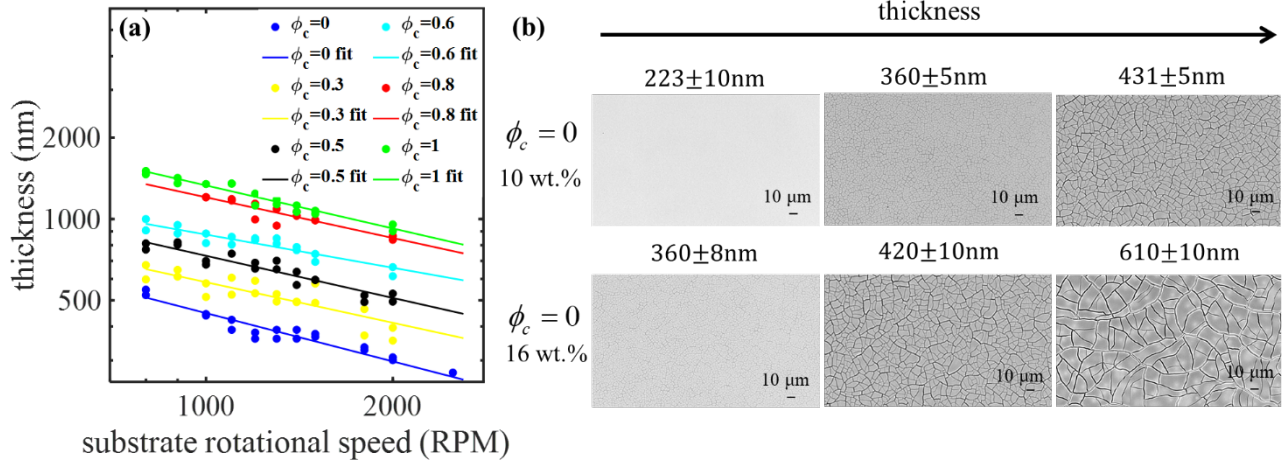 (a)
ϕc=0
ϕc=0 fit
ϕc=0.3
ϕc=0.3 fit
ϕc=0.5
ϕc=0.5 fit
ϕc=0.6
ϕc=0.6 fit
ϕc=0.8
ϕc=0.8 fit
ϕc=1
ϕc=1 fit
2000
1000
500
thickness (nm)
1000
2000
substrate rotational speed (RPM)
(b)
thickness
223±10nm
360±5nm
431±5nm
ϕc = 0
10 wt.%
10 μm
10 μm
10 μm
360±8nm
420±10nm
610±10nm
ϕc = 0
16 wt.%
10 μm
10 μm
10 μm